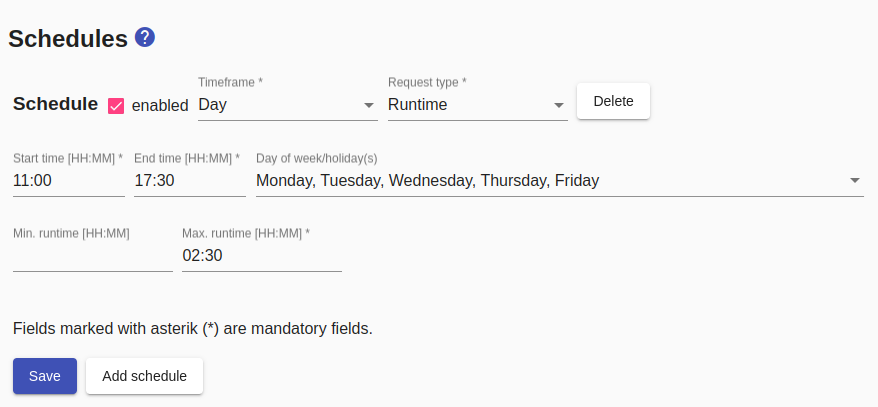 Schedules ?
Timeframe * Request type *
Schedule enabled Day Runtime Delete
Start time [HH:MM] * End time [HH:MM] * Day of week/holiday(s)
11:00 17:30 Monday, Tuesday, Wednesday, Thursday, Friday
Min. runtime [HH:MM] Max. runtime [HH:MM] *
02:30
Fields marked with asterik (*) are mandatory fields.
Save Add schedule